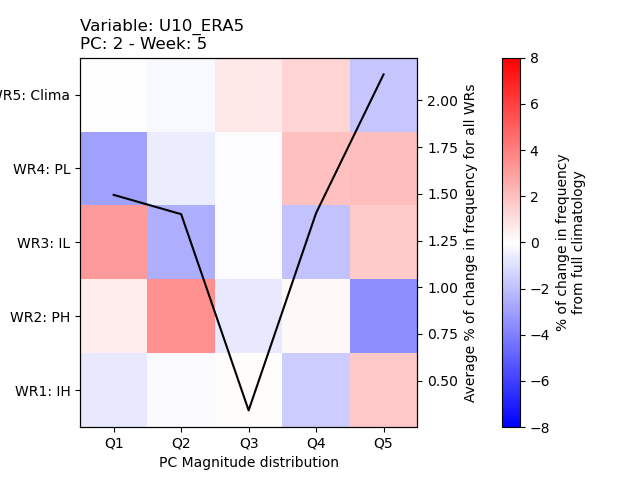 Variable: U10_ERA5
PC: 2 - Week: 5
WR5: Clima
WR4: PL
WR3: IL
WR2: PH
WR1: IH
Q1 Q2 Q3 Q4 Q5
PC Magnitude distribution
2.00
1.75
1.50
1.25
1.00
0.75
0.50
Average % of change in frequency for all WRs
8
6
4
2
0
−2
−4
−6
−8
% of change in frequency
from full climatology